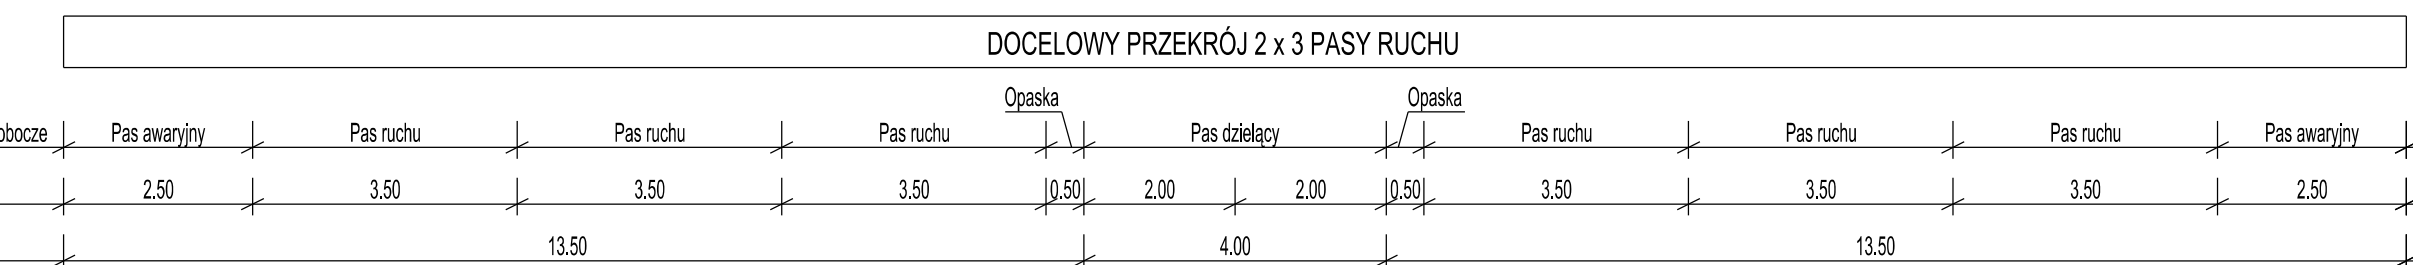 DOCELOWY PRZEKRÓJ 2 x 3 PASY RUCHU
Opaska Opaska
obocze Pas awaryjny Pas ruchu Pas ruchu Pas ruchu Pas dzielący Pas ruchu Pas ruchu Pas ruchu Pas awaryjny
2.50 3.50 3.50 3.50 0.50 2.00 2.00 0.50 3.50 3.50 3.50 2.50
13.50 4.00 13.50